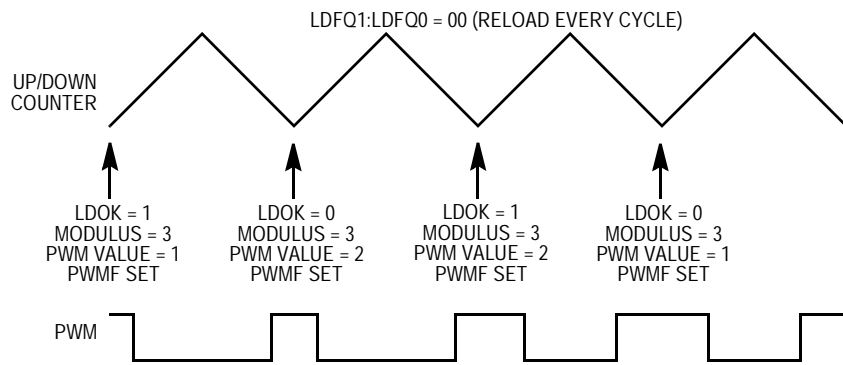 LDFQ1:LDFQ0 = 00 (RELOAD EVERY CYCLE)
UP/DOWN
COUNTER
LDOK = 1
MODULUS = 3
PWM VALUE = 1
PWMF SET
LDOK = 0
MODULUS = 3
PWM VALUE = 2
PWMF SET
LDOK = 1
MODULUS = 3
PWM VALUE = 2
PWMF SET
LDOK = 0
MODULUS = 3
PWM VALUE = 1
PWMF SET
PWM